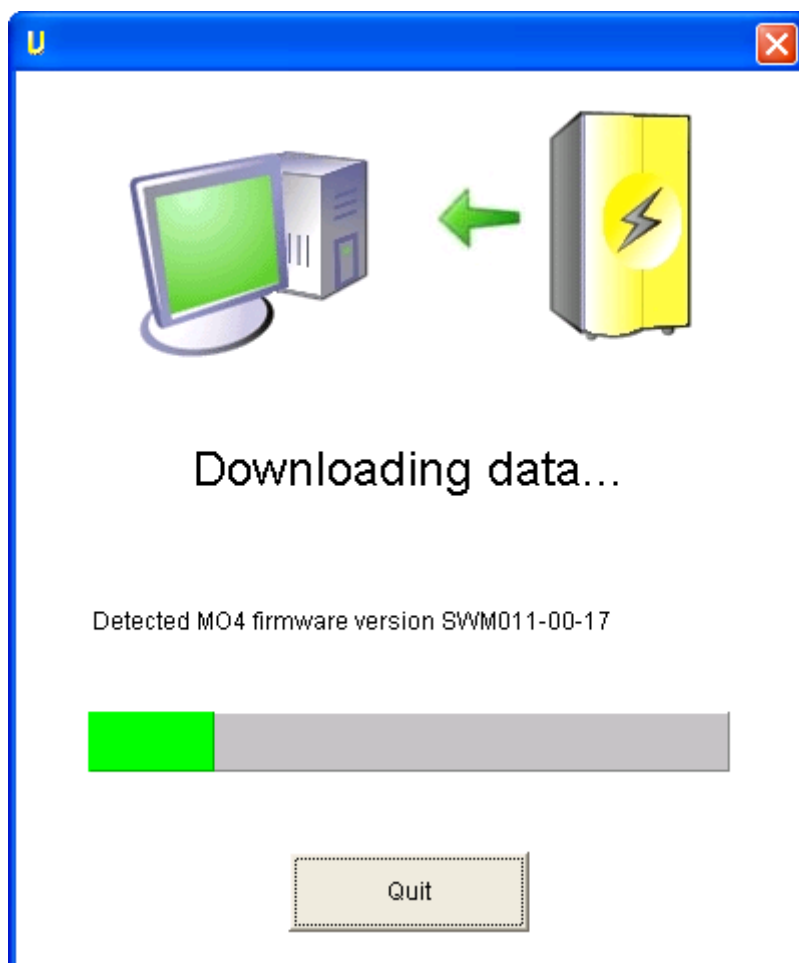 U
Downloading data...
Detected MO4 firmware version SWM011-00-17
Quit